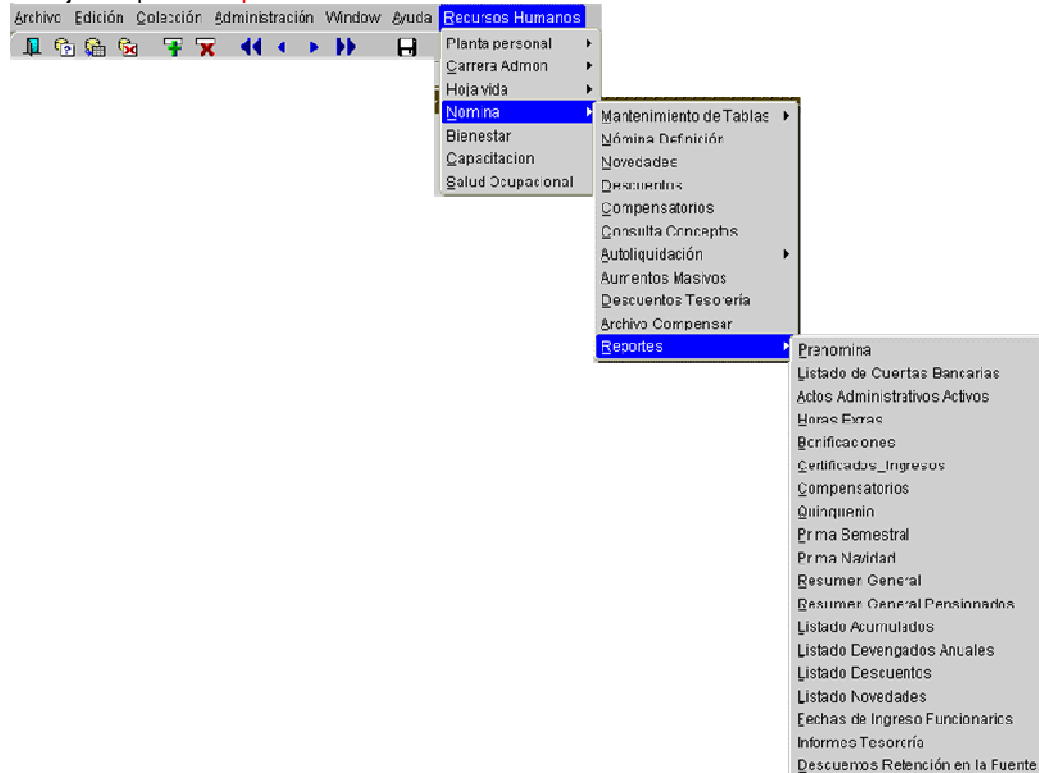 Archivo Edición Colección Administración Window Ayuda Recursos Humanos
Planta personal
Carrera Admon
Hoja vida
Nomina
Bienestar
Capacitacion
Salud Ocupacional
Mantenimiento de Tablas
Nómina Definición
Novedades
Descuentos
Compensatorios
Consulta Conceptos
Autoliquidación
Aumentos Masivos
Descuentos Tesorería
Archivo Compensar
Reportes
Prenomina
Listado de Cuentas Bancarias
Actos Administrativos Activos
Horas Extras
Bonificaciones
Certificados_Ingresos
Compensatorios
Quinquenio
Prima Semestral
Prima Navidad
Resumen General
Resumen General Pensionados
Listado Acumulados
Listado Devengados Anuales
Listado Descuentos
Listado Novedades
Fechas de Ingreso Funcionarios
Informes Tesorería
Descuentos Retención en la Fuente